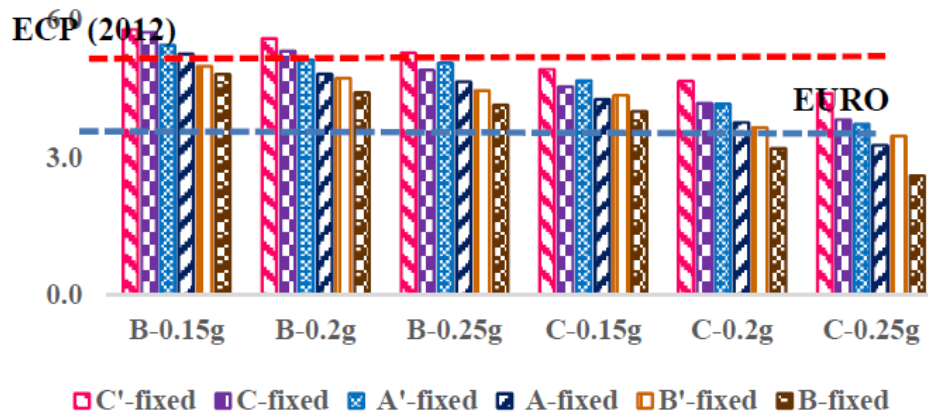 6.0
ECP (2012)
EURO
3.0
0.0
B-0.15g B-0.2g B-0.25g C-0.15g C-0.2g C-0.25g
C'-fixed C-fixed A'-fixed A-fixed B'-fixed B-fixed